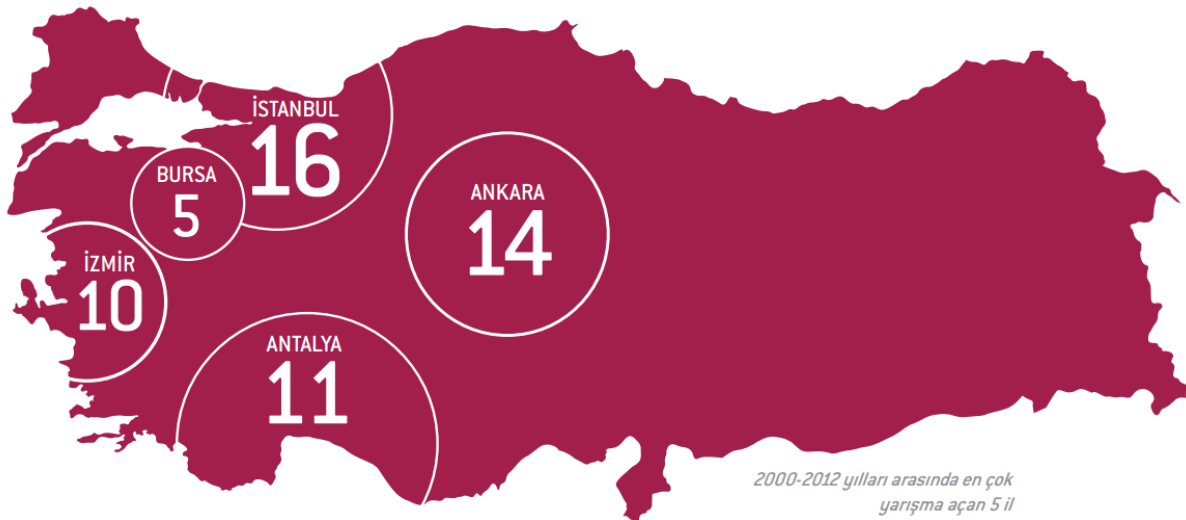 İSTANBUL
16
BURSA
5
ANKARA
14
İZMİR
10
ANTALYA
11
2000-2012 yılları arasında en çok
yarışma açan 5 il